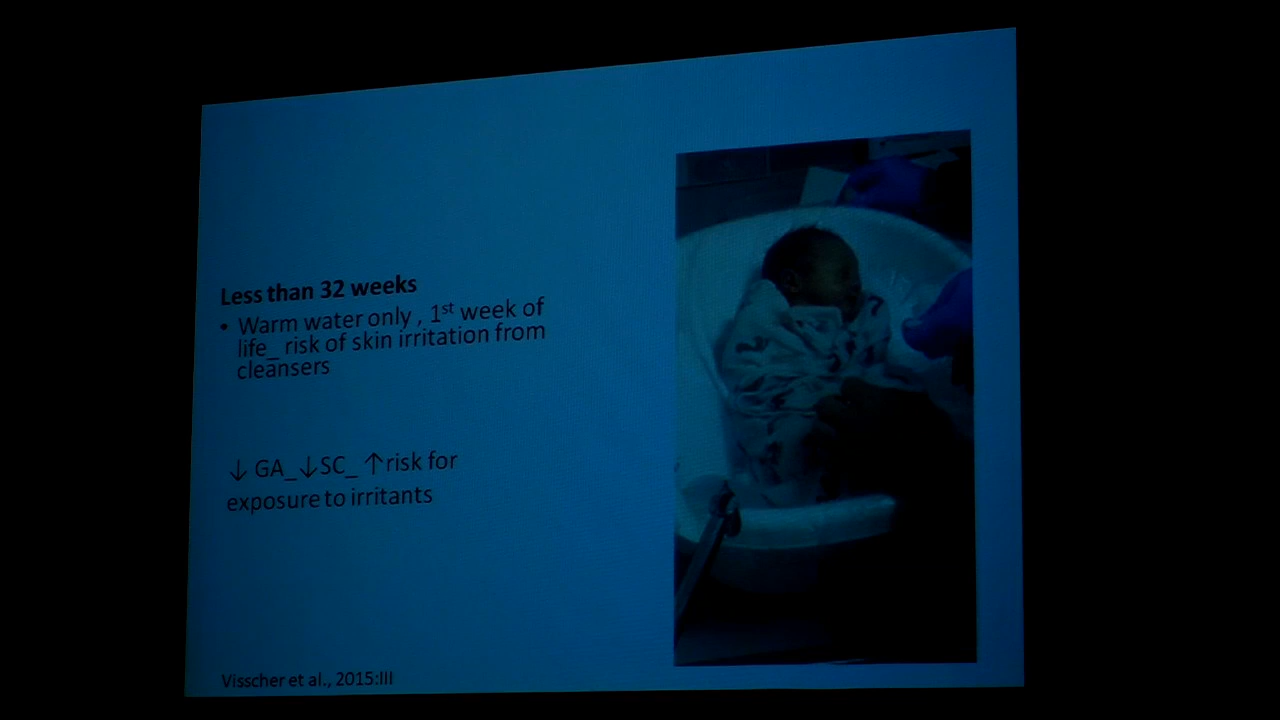 Less than 32 weeks
• Warm water only , 1st week of
life_ risk of skin irritation from
cleansers
↓ GA_↓SC_ ↑risk for
exposure to irritants
Visscher et al., 2015:III